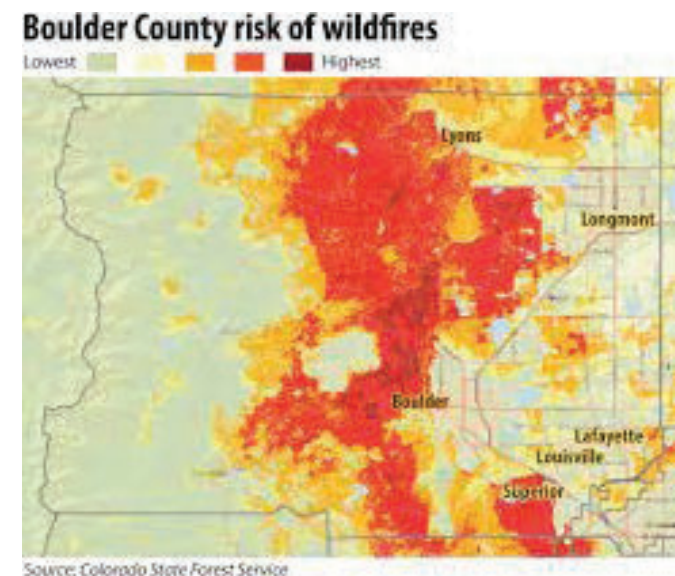 Boulder County risk of wildfires
Lowest Highest
Lyons
Longmont
Boulder
Lafayette
Louisville
Superior
Source: Colorado State Forest Service